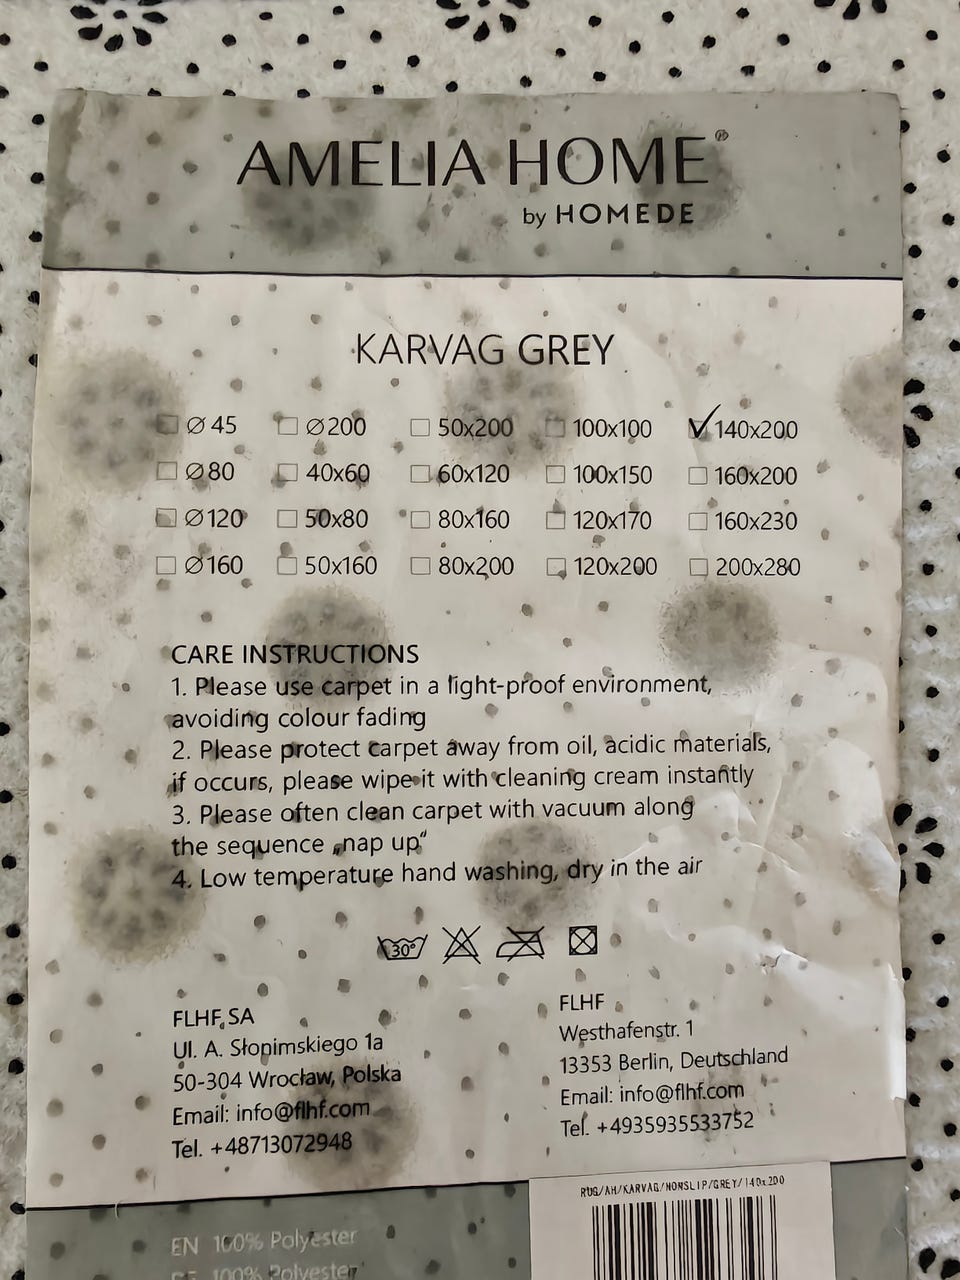 AMELIA HOME®
by HOMEDE
KARVAG GREY
Ø 45 Ø200 50x200 100x100 140x200
Ø80 40x60 60x120 100x150 160x200
Ø120 50x80 80x160 120x170 160x230
Ø160 50x160 80x200 120x200 200x280
CARE INSTRUCTIONS
1. Please use carpet in a light-proof environment,
avoiding colour fading
2. Please protect carpet away from oil, acidic materials,
if occurs, please wipe it with cleaning cream instantly
3. Please often clean carpet with vacuum along
the sequence „nap up“
4. Low temperature hand washing, dry in the air
30°
FLHF SA
Ul. A. Słonimskiego 1a
50-304 Wrocław, Polska
Email: info@flhf.com
Tel. +48713072948
FLHF
Westhafenstr. 1
13353 Berlin, Deutschland
Email: info@flhf.com
Tel. +4935935533752
RUG/AH/KARVAG/NONSLIP/GREY/140x200
EN 100% Polyester
DE 100% Polyester